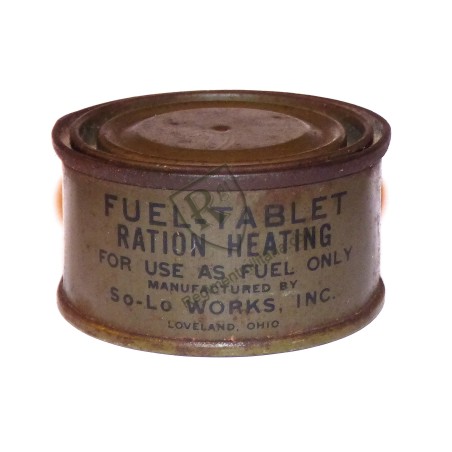 FUEL, TABLET
RATION HEATING
FOR USE AS FUEL ONLY
MANUFACTURED BY
SO-LO WORKS, INC.
LOVELAND, OHIO